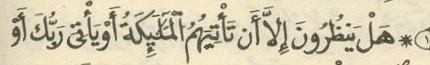 * هَلْ يَنظُرُونَ إِلَّا أَن تَأْتِيَهُمُ ٱلْمَلَـٰٓئِكَةُ أَوْ يَأْتِىَ رَبُّكَ أَوْ